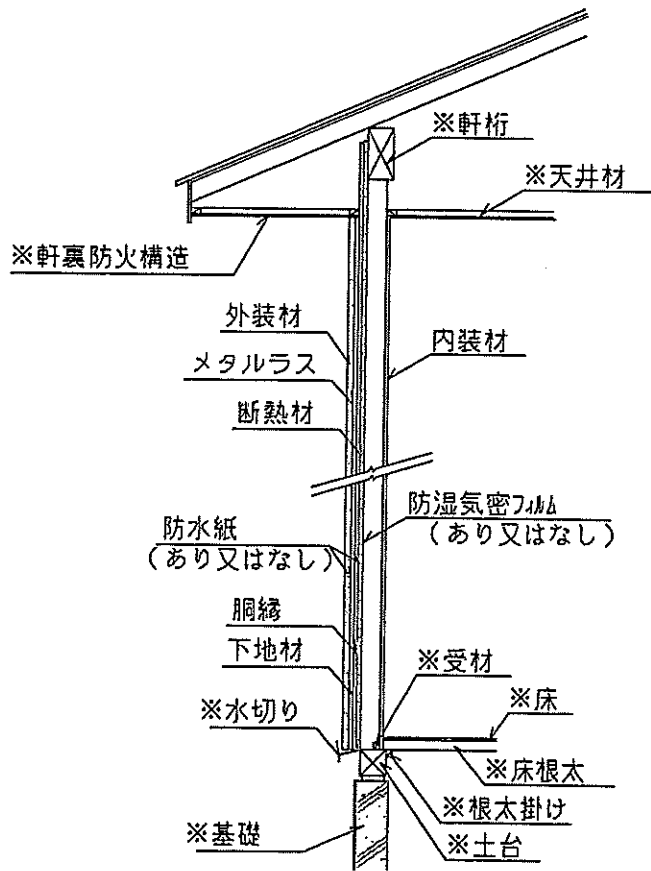 ※軒桁
※天井材
※軒裏防火構造
外装材
内装材
メタルラス
断熱材
防水紙
(あり又はなし)
防湿気密フィルム
(あり又はなし)
胴縁
下地材
※受材
※水切り
※床
※床根太
※根太掛け
※基礎
※土台